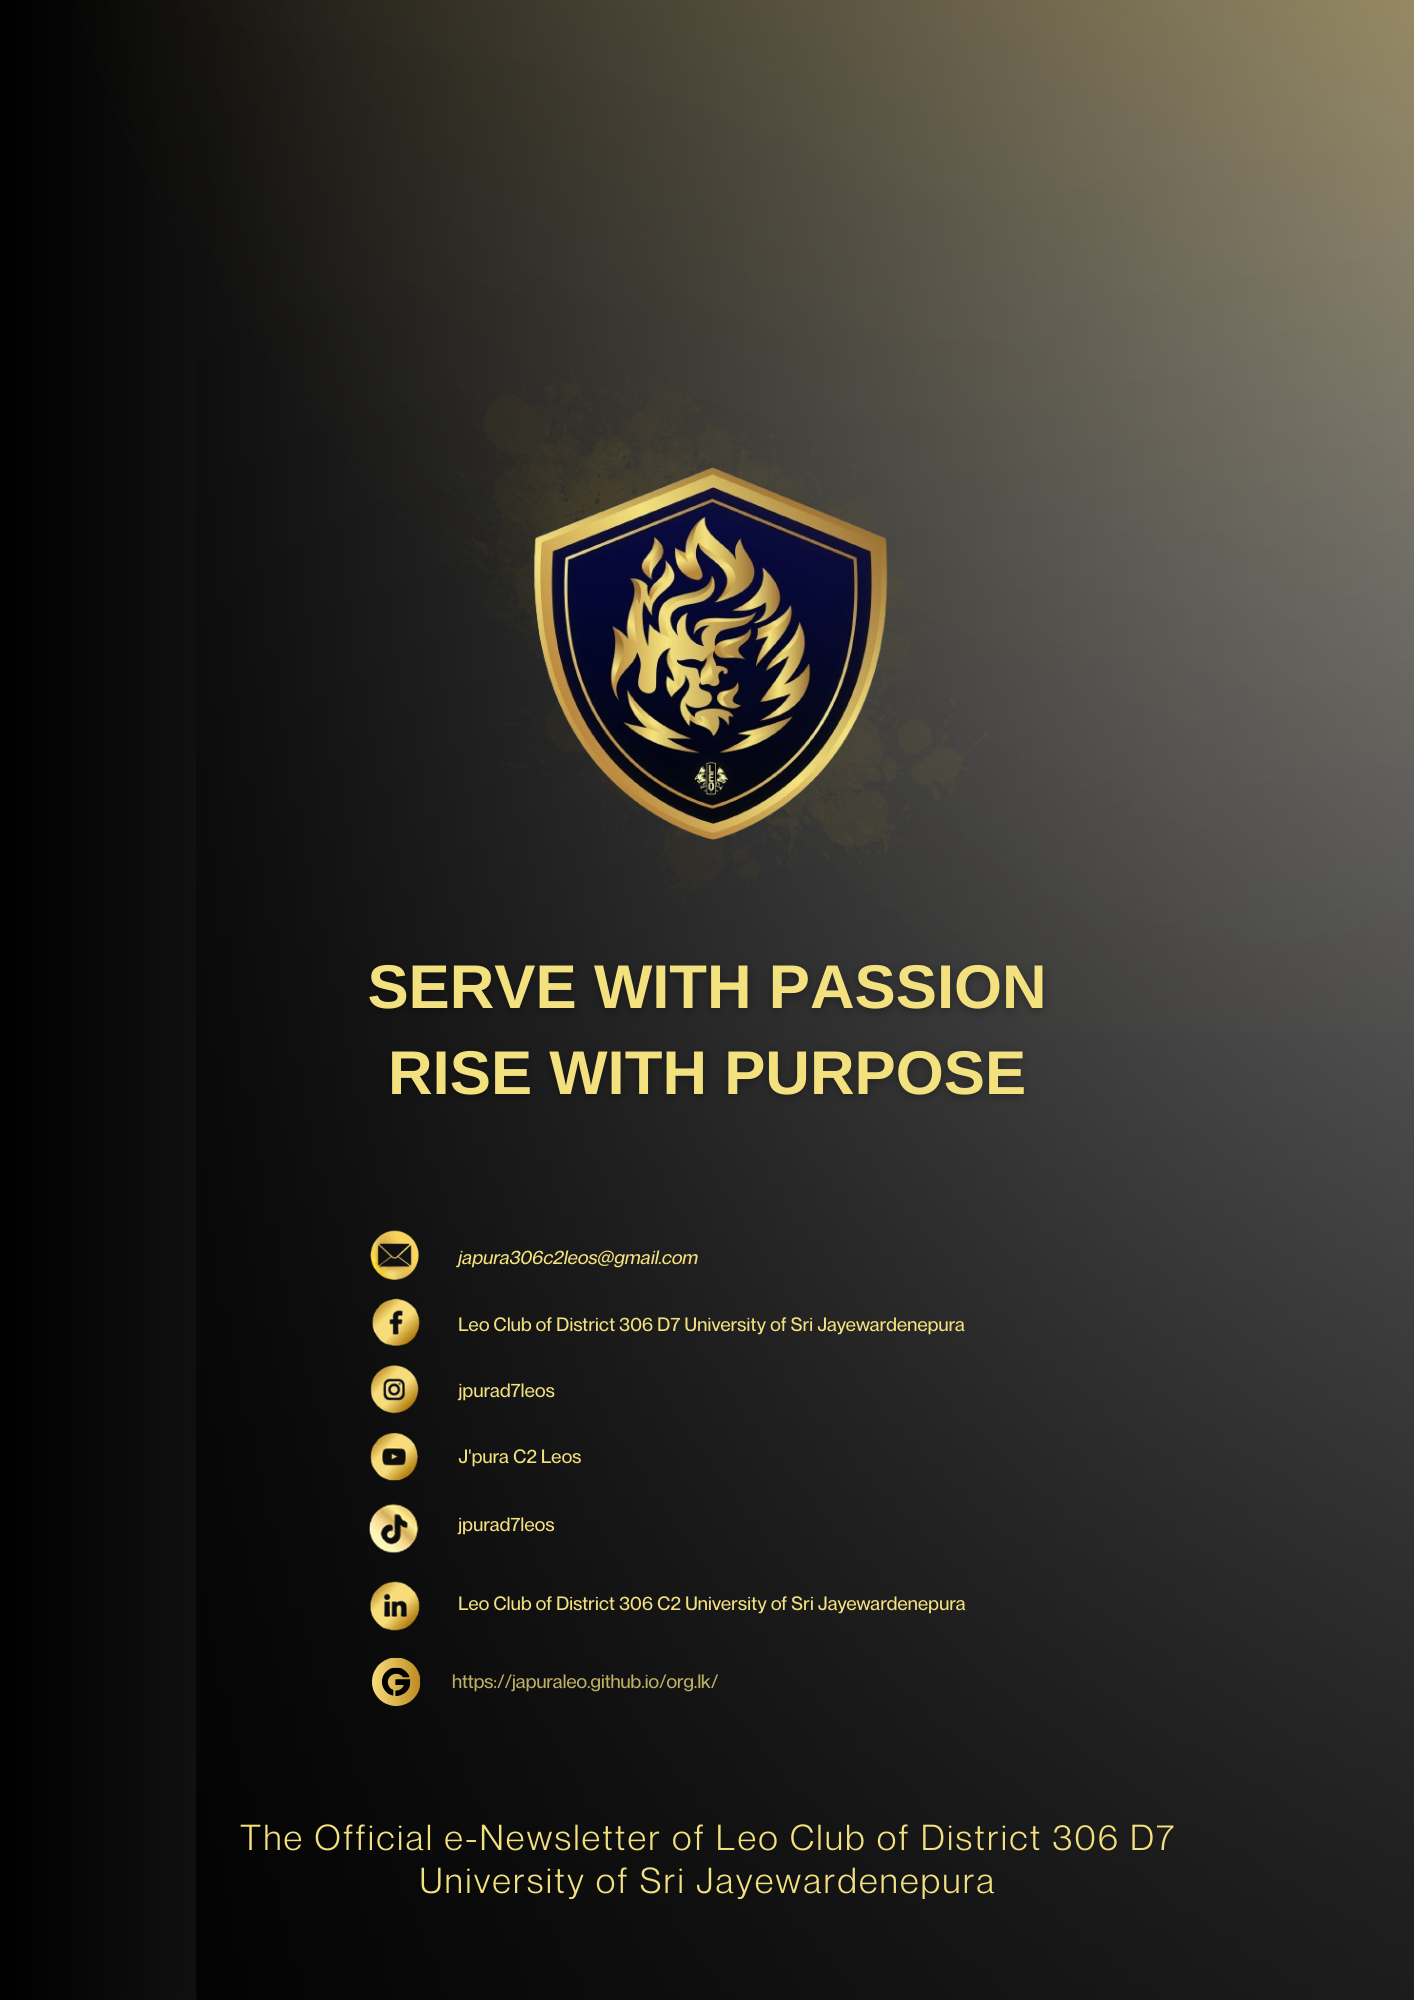 LEO
SERVE WITH PASSION
RISE WITH PURPOSE
japura306c2leos@gmail.com
Leo Club of District 306 D7 University of Sri Jayewardenepura
jpurad7leos
J'pura C2 Leos
jpurad7leos
in
Leo Club of District 306 C2 University of Sri Jayewardenepura
G
https://japuraleo.github.io/org.lk/
The Official e-Newsletter of Leo Club of District 306 D7
University of Sri Jayewardenepura